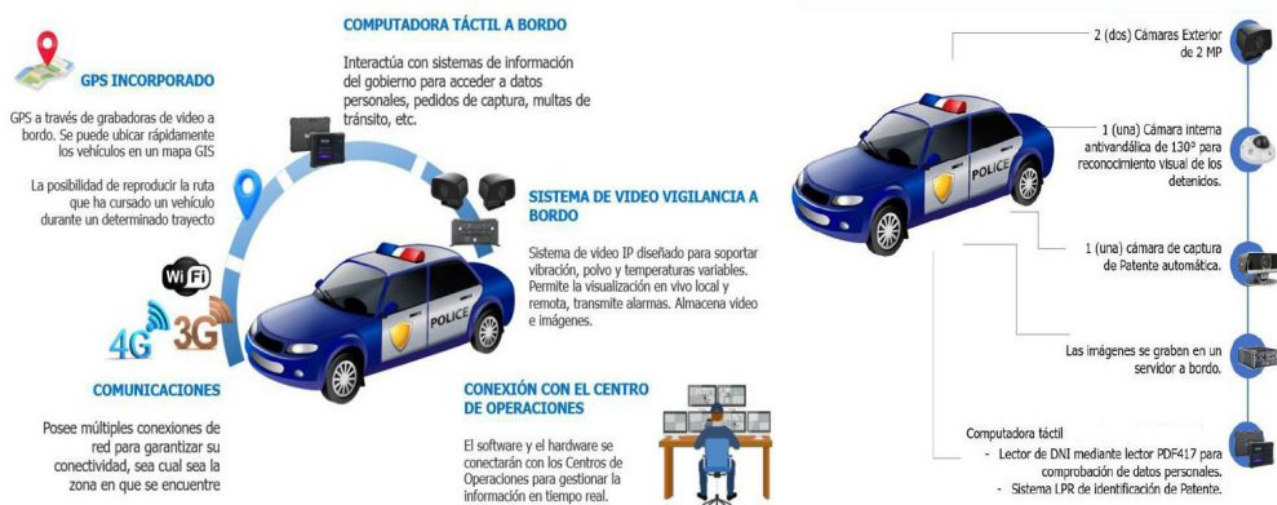 COMPUTADORA TÁCTIL A BORDO
Interactúa con sistemas de información
del gobierno para acceder a datos
personales, pedidos de captura, multas de
tránsito, etc.
GPS INCORPORADO
GPS a través de grabadoras de video a
bordo. Se puede ubicar rápidamente
los vehículos en un mapa GIS
La posibilidad de reproducir la ruta
que ha cursado un vehículo
durante un determinado trayecto
SISTEMA DE VIDEO VIGILANCIA A
BORDO
Sistema de video IP diseñado para soportar
vibración, polvo y temperaturas variables.
Permite la visualización en vivo local y
remota, transmite alarmas. Almacena video
e imágenes.
Wi Fi
4G
3G
POLICE
COMUNICACIONES
Posee múltiples conexiones de
red para garantizar su
conectividad, sea cual sea la
zona en que se encuentre
CONEXIÓN CON EL CENTRO
DE OPERACIONES
El software y el hardware se
conectarán con los Centros de
Operaciones para gestionar la
información en tiempo real.
2 (dos) Cámaras Exterior
de 2 MP
1 (una) Cámara interna
antivandálica de 130° para
reconocimiento visual de los
detenidos.
POLICE
1 (una) cámara de captura
de Patente automática.
Las imágenes se graban en un
servidor a bordo.
Computadora táctil
- Lector de DNI mediante lector PDF417 para
comprobación de datos personales.
- Sistema LPR de identificación de Patente.